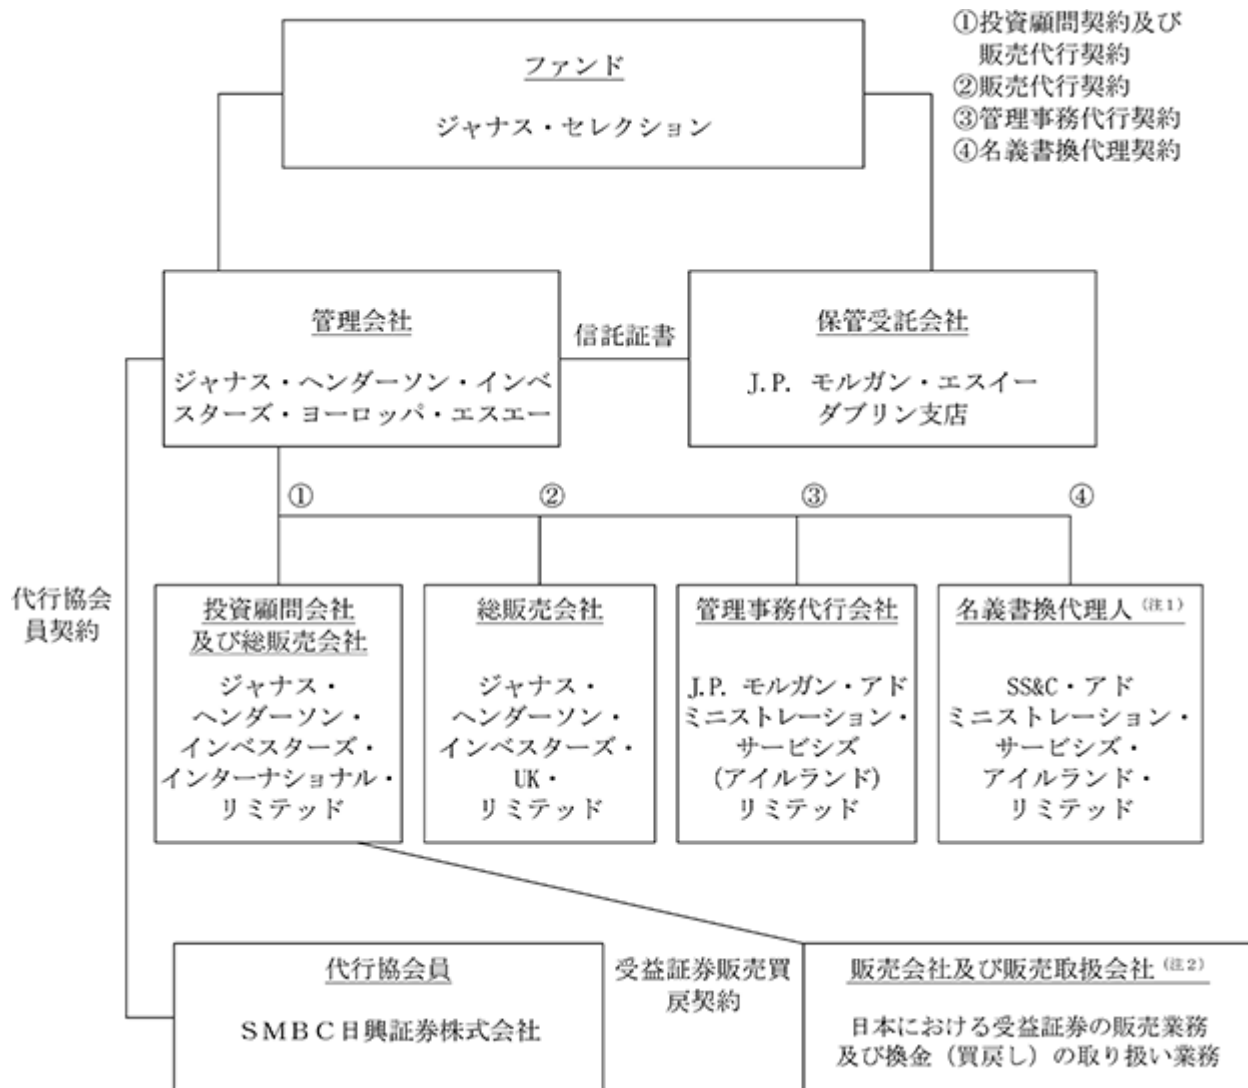 ファンド
ジャナス・セレクション
①投資顧問契約及び
販売代行契約
②販売代行契約
③管理事務代行契約
④名義書換代理契約
管理会社
ジャナス・ヘンダーソン・インベ
スターズ・ヨーロッパ・エスエー
信託証書
保管受託会社
J.P. モルガン・エスイー
ダブリン支店
①
②
③
④
代行協会
員契約
投資顧問会社
及び総販売会社
ジャナス・
ヘンダーソン・
インベスターズ・
インターナショナル・
リミテッド
総販売会社
ジャナス・
ヘンダーソン・
インベスターズ・
UK・
リミテッド
管理事務代行会社
J.P. モルガン・アド
ミニストレーション・
サービシズ
(アイルランド)
リミテッド
名義書換代理人(注1)
SS&C・アド
ミニストレーション・
サービシズ・
アイルランド・
リミテッド
代行協会員
SMBC日興証券株式会社
受益証券販売買
戻契約
販売会社及び販売取扱会社(注2)
日本における受益証券の販売業務
及び換金（買戻し）の取り扱い業務